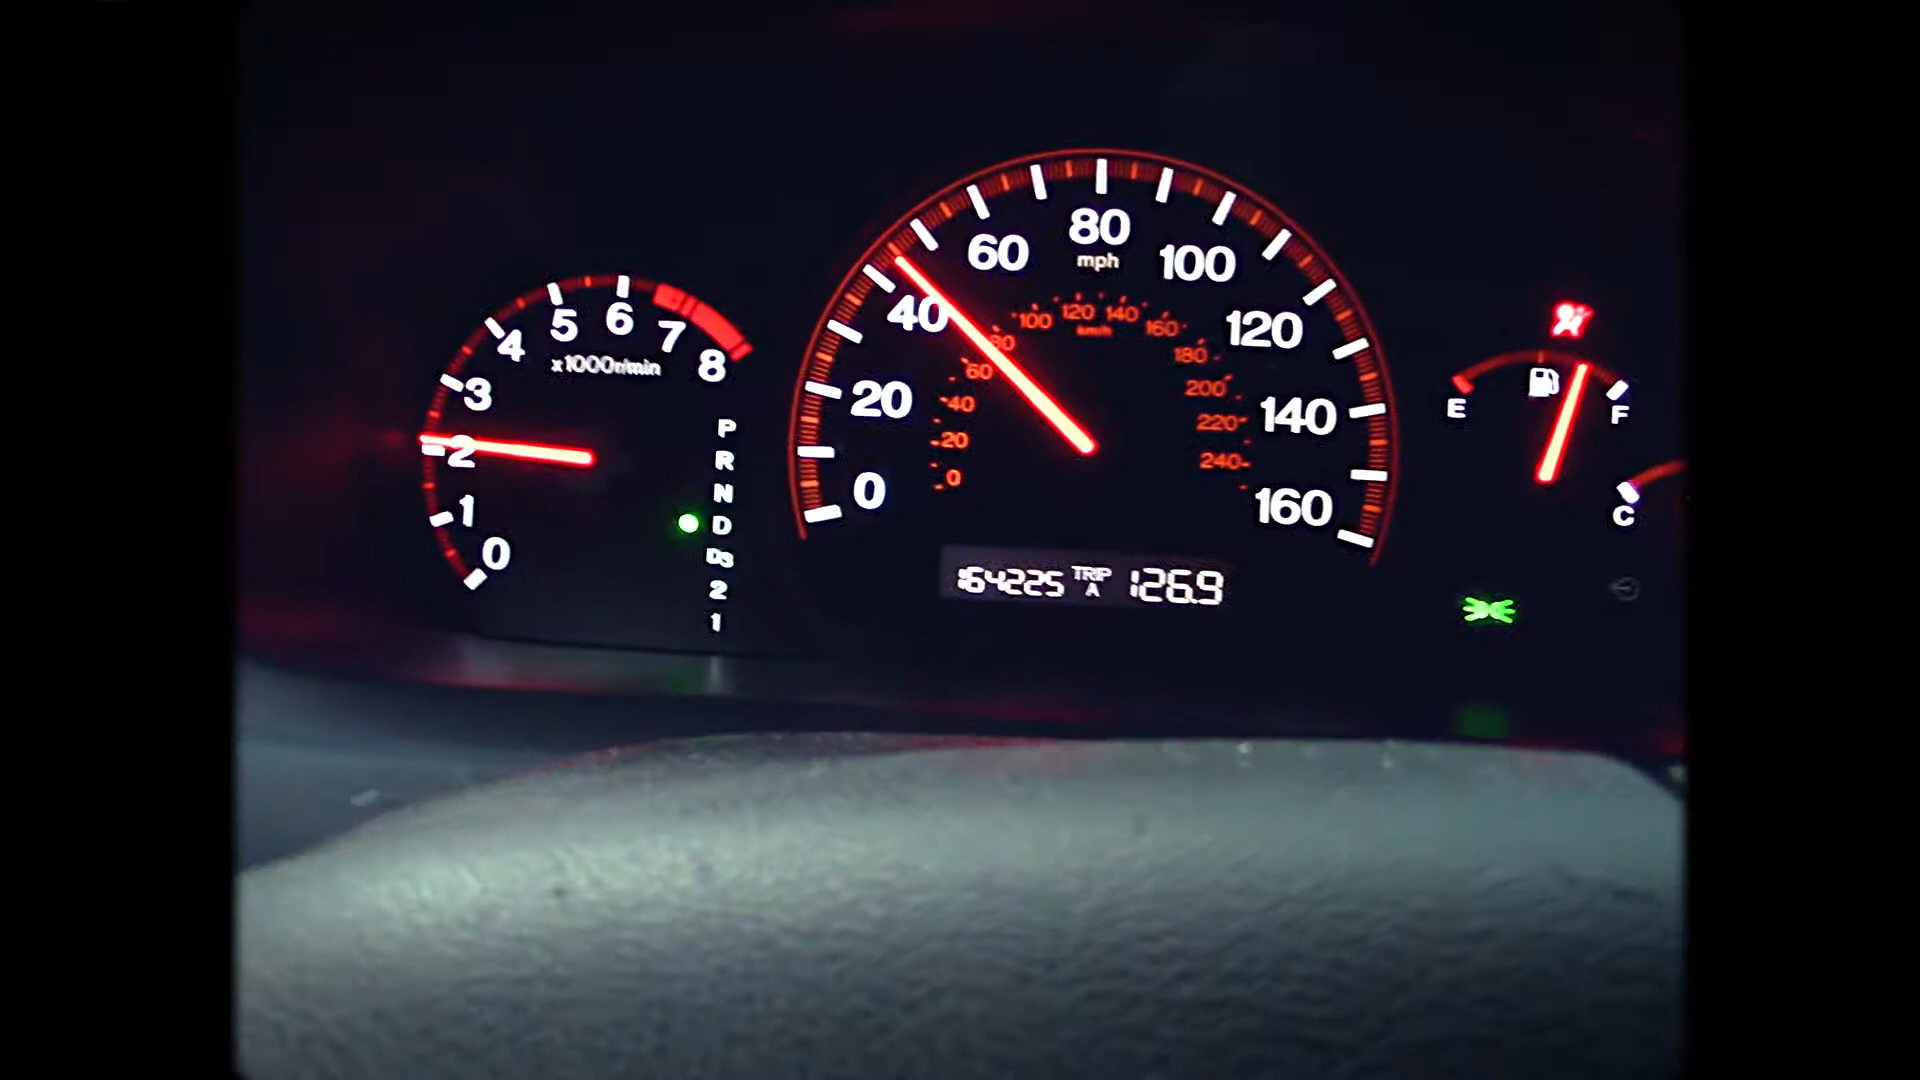 0 1 2 3 4 5 6 7 8
x1000r/min
P
R
N
D
D3
2
1
0 20 40 60 80 100 120 140 160
mph
0 20 40 60 80 100 120 140 160 180 200 220 240
km/h
164225 TRIP A 126.9
E F
C